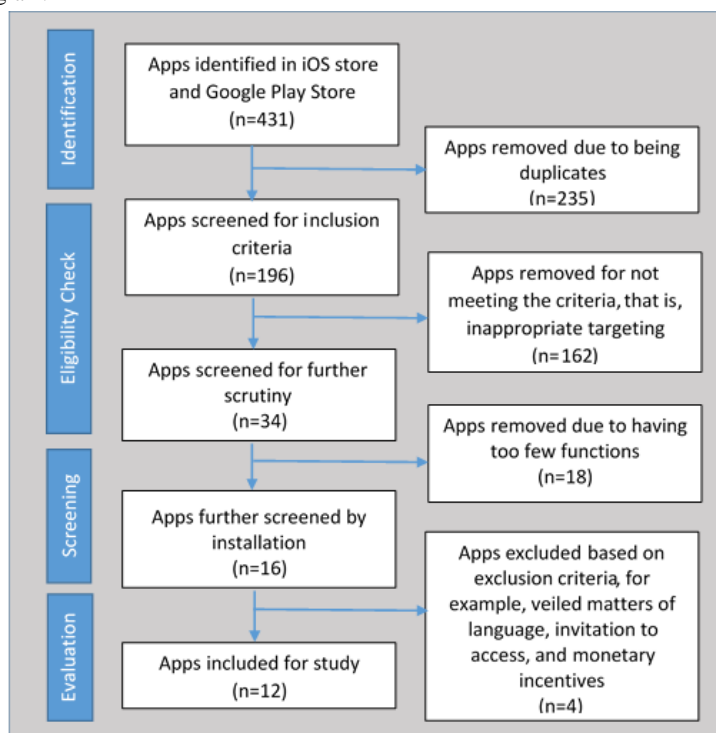 Identification
Apps identified in iOS store
and Google Play Store
(n=431)
Apps removed due to being
duplicates
(n=235)
Eligibility Check
Apps screened for inclusion
criteria
(n=196)
Apps removed for not
meeting the criteria, that is,
inappropriate targeting
(n=162)
Apps screened for further
scrutiny
(n=34)
Apps removed due to having
too few functions
(n=18)
Screening
Apps further screened by
installation
(n=16)
Apps excluded based on
exclusion criteria, for
example, veiled matters of
language, invitation to
access, and monetary
incentives
(n=4)
Evaluation
Apps included for study
(n=12)